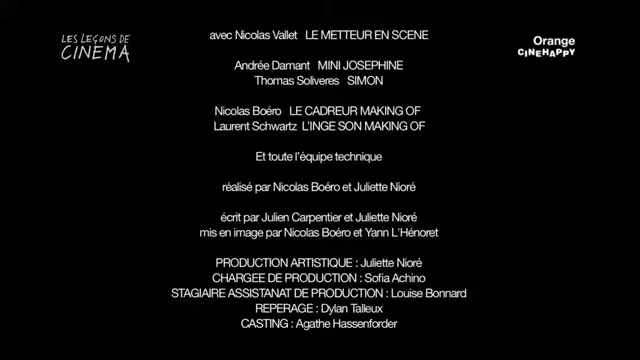 LES LEÇONS DE
CINEMA
Orange
CINEHAPPY
avec Nicolas Vallet LE METTEUR EN SCENE
Andrée Damant MINI JOSEPHINE
Thomas Soliveres SIMON
Nicolas Boéro LE CADREUR MAKING OF
Laurent Schwartz L'INGE SON MAKING OF
Et toute l'équipe technique
réalisé par Nicolas Boéro et Juliette Nioré
écrit par Julien Carpentier et Juliette Nioré
mis en image par Nicolas Boéro et Yann L'Hénoret
PRODUCTION ARTISTIQUE : Juliette Nioré
CHARGEE DE PRODUCTION : Sofia Achino
STAGIAIRE ASSISTANAT DE PRODUCTION : Louise Bonnard
REPERAGE : Dylan Talleux
CASTING : Agathe Hassenforder